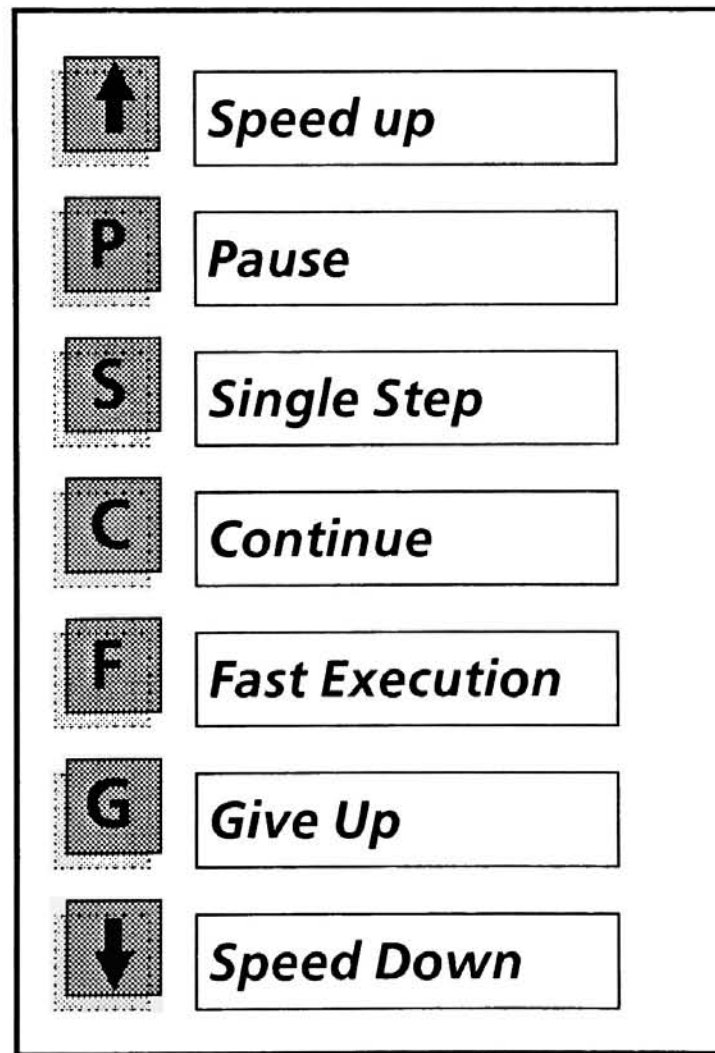 ↑ Speed up
P Pause
S Single Step
C Continue
F Fast Execution
G Give Up
↓ Speed Down